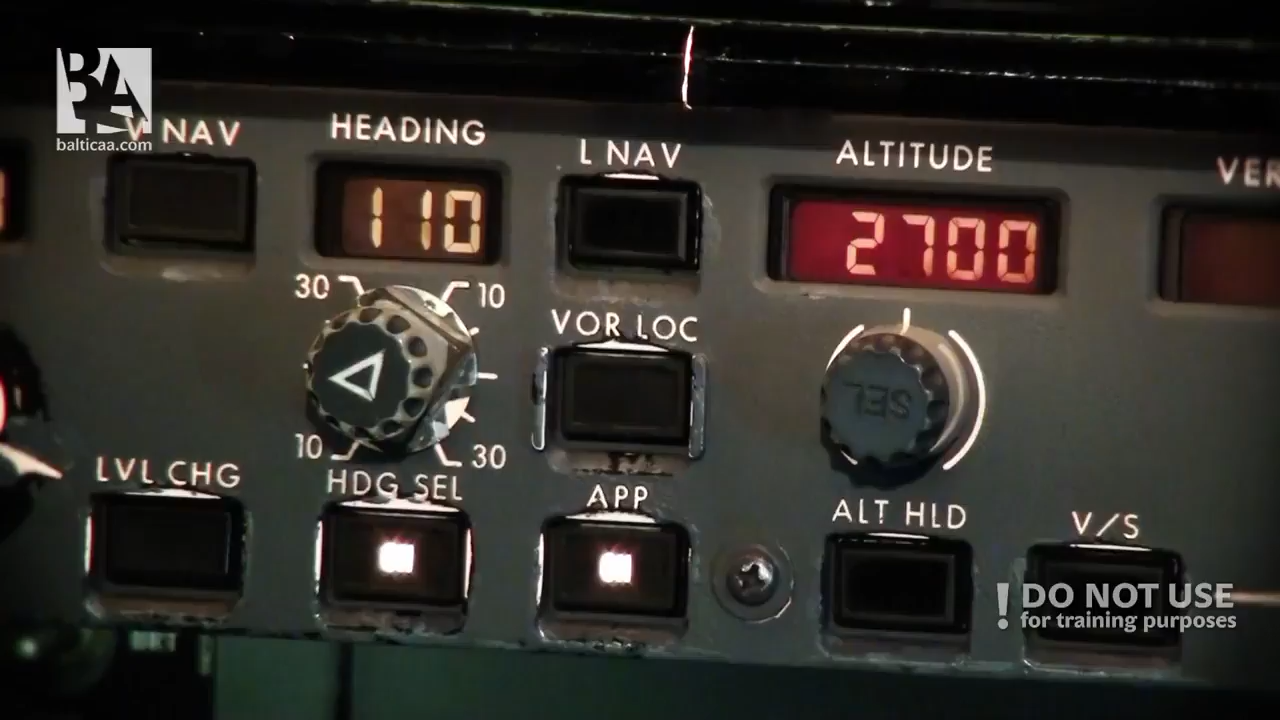 BA
balticaa.com
V NAV
HEADING
L NAV
ALTITUDE
VER
110
2700
30
10
VOR LOC
SEL
10
30
LVL CHG
HDG SEL
APP
ALT HLD
V/S
! DO NOT USE
for training purposes